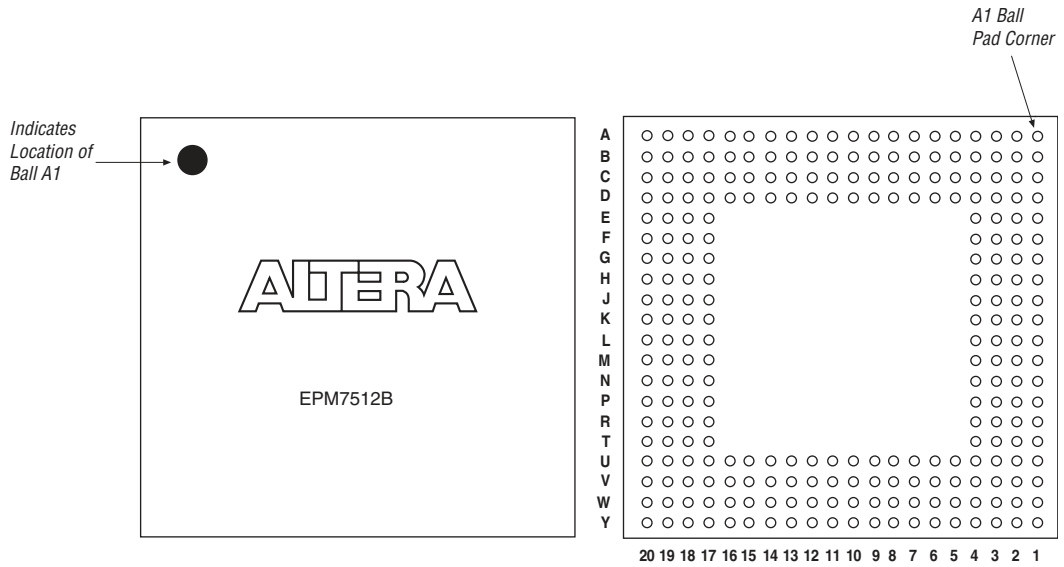 A1 Ball
Pad Corner
Indicates
Location of
Ball A1
ALTERA
EPM7512B
A
B
C
D
E
F
G
H
J
K
L
M
N
P
R
T
U
V
W
Y
20 19 18 17 16 15 14 13 12 11 10 9 8 7 6 5 4 3 2 1